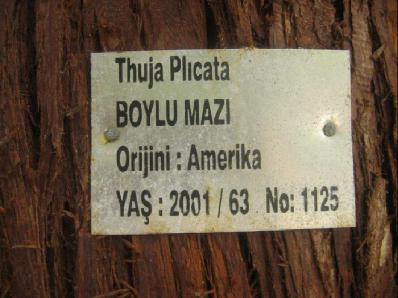 Thuja Plıcata
BOYLU MAZI
Orijini : Amerika
YAŞ : 2001 / 63 No: 1125